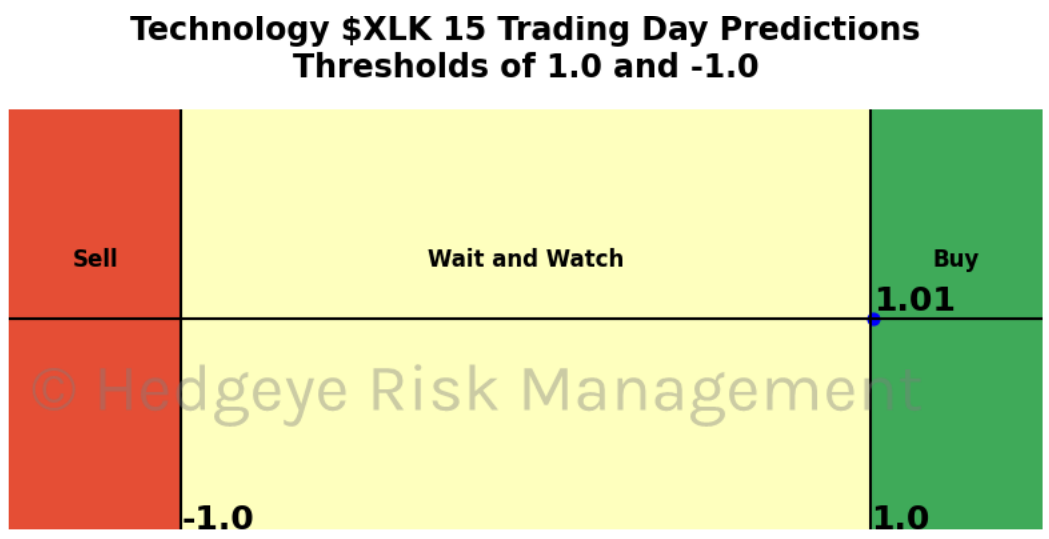 Technology $XLK 15 Trading Day Predictions
Thresholds of 1.0 and -1.0
Sell
Wait and Watch
Buy
1.01
© Hedgeye Risk Management
-1.0
1.0